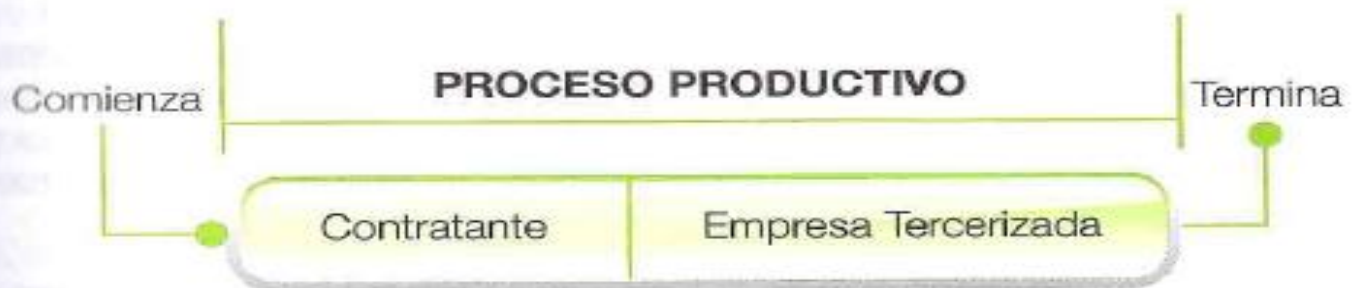 PROCESO PRODUCTIVO
Comienza
Termina
Contratante
Empresa Tercerizada